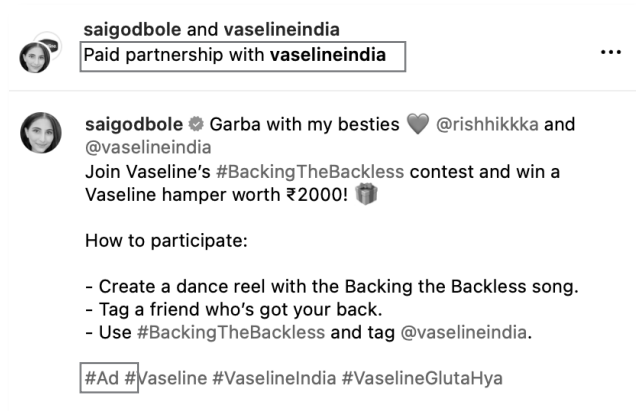 saigodbole and vaselineindia
Paid partnership with vaselineindia
saigodbole Garba with my besties 🖤 @rishhikkka and
@vaselineindia
Join Vaseline's #BackingTheBackless contest and win a
Vaseline hamper worth ₹2000! 🎁
How to participate:
- Create a dance reel with the Backing the Backless song.
- Tag a friend who's got your back.
- Use #BackingTheBackless and tag @vaselineindia.
#Ad #Vaseline #VaselineIndia #VaselineGlutaHya